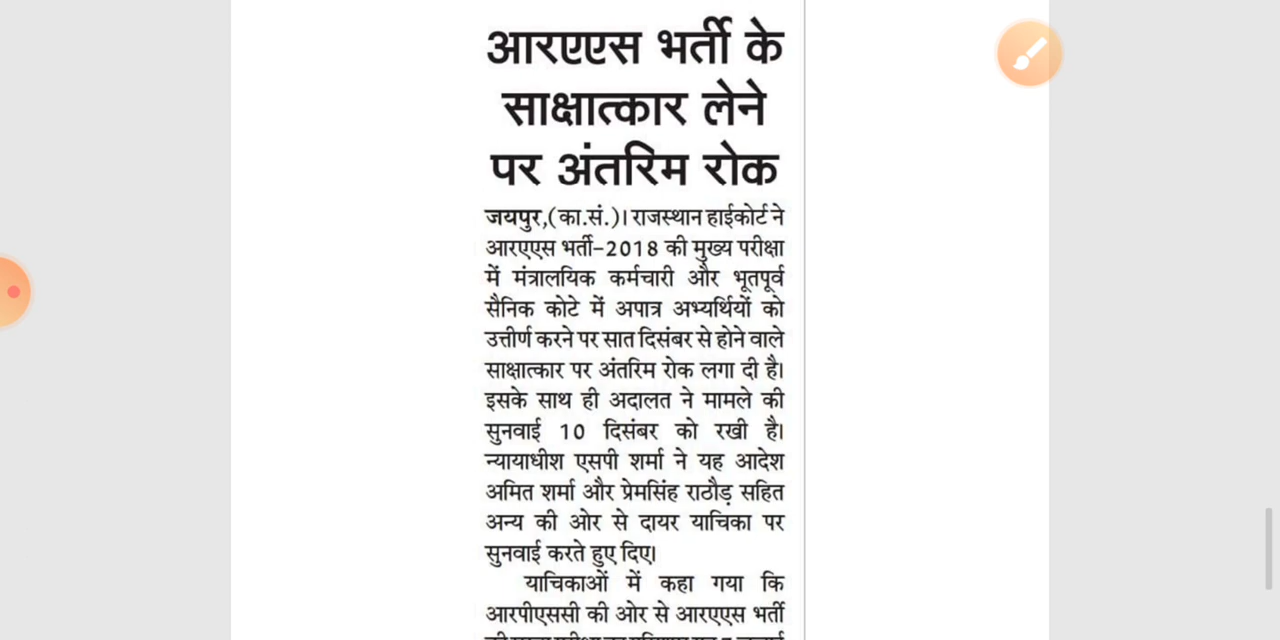 आरएएस भर्ती के
साक्षात्कार लेने
पर अंतरिम रोक
जयपुर,(का.सं.)। राजस्थान हाईकोर्ट ने
आरएएस भर्ती-2018 की मुख्य परीक्षा
में मंत्रालयिक कर्मचारी और भूतपूर्व
सैनिक कोटे में अपात्र अभ्यर्थियों को
उत्तीर्ण करने पर सात दिसंबर से होने वाले
साक्षात्कार पर अंतरिम रोक लगा दी है।
इसके साथ ही अदालत ने मामले की
सुनवाई 10 दिसंबर को रखी है।
न्यायाधीश एसपी शर्मा ने यह आदेश
अमित शर्मा और प्रेमसिंह राठौड़ सहित
अन्य की ओर से दायर याचिका पर
सुनवाई करते हुए दिए।
याचिकाओं में कहा गया कि
आरपीएससी की ओर से आरएएस भर्ती